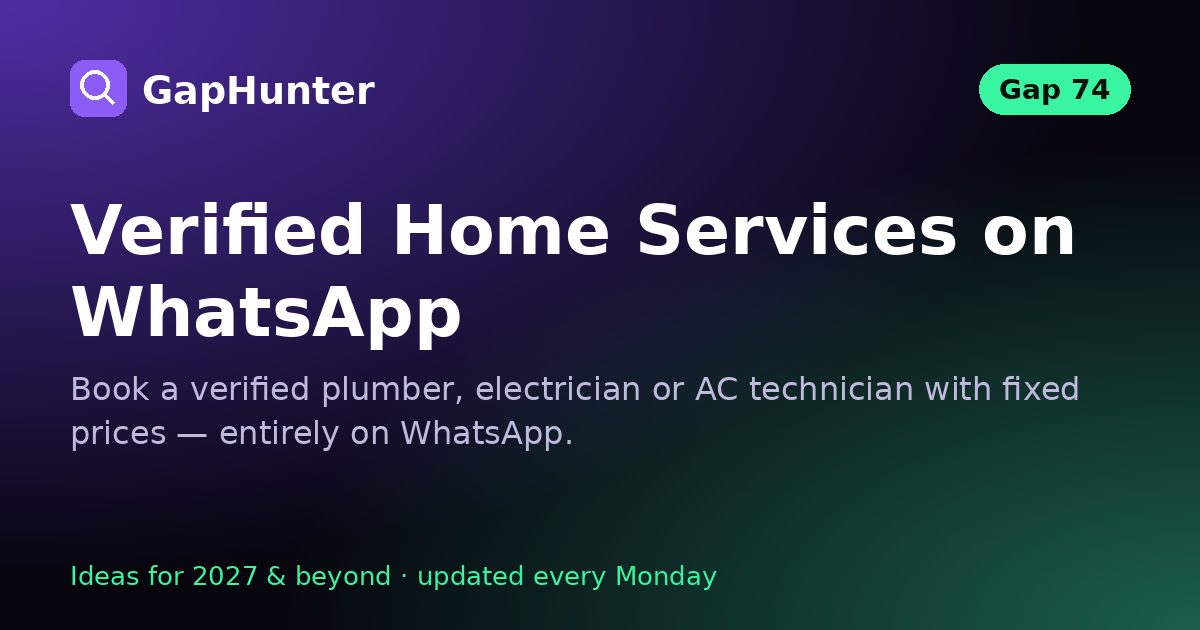 GapHunter
Gap 74
Verified Home Services on
WhatsApp
Book a verified plumber, electrician or AC technician with fixed
prices — entirely on WhatsApp.
Ideas for 2027 & beyond · updated every Monday